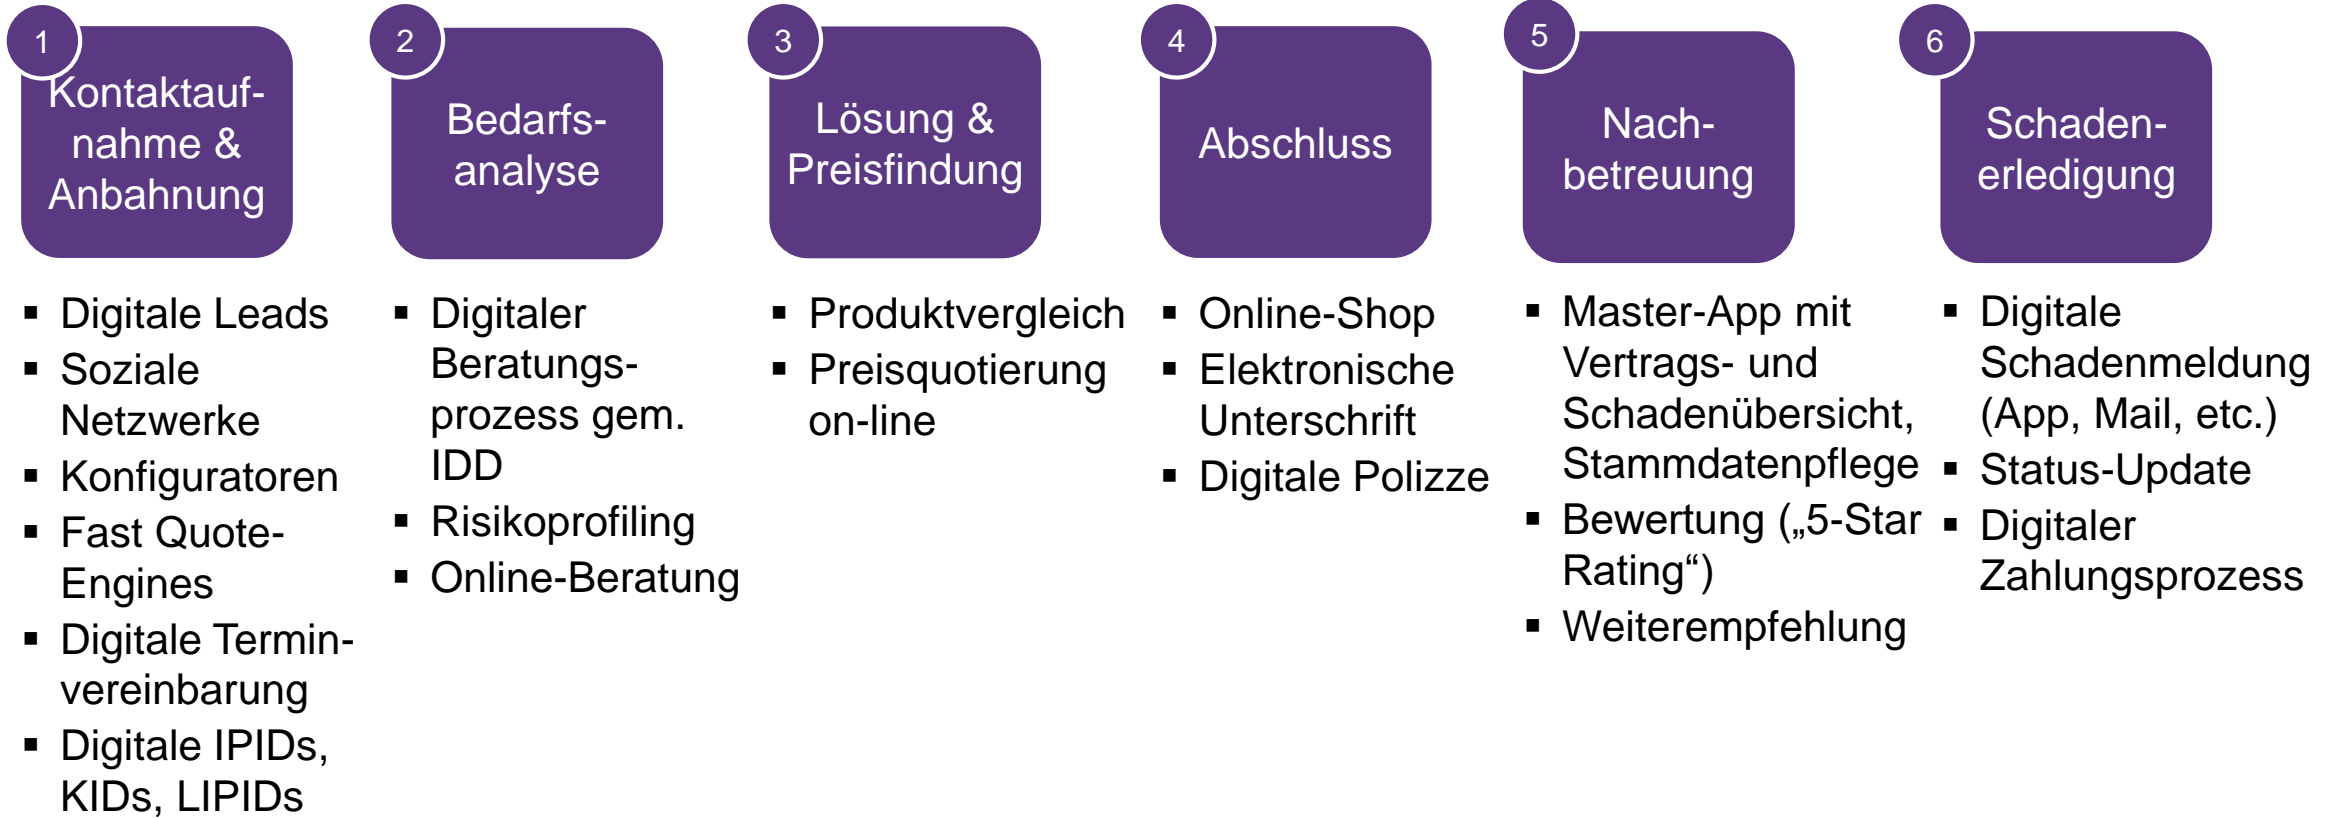 1
Kontaktauf-
nahme &
Anbahnung
▪ Digitale Leads
▪ Soziale
Netzwerke
▪ Konfiguratoren
▪ Fast Quote-
Engines
▪ Digitale Termin-
vereinbarung
▪ Digitale IPIDs,
KIDs, LIPIDs
2
Bedarfs-
analyse
▪ Digitaler
Beratungs-
prozess gem.
IDD
▪ Risikoprofiling
▪ Online-Beratung
3
Lösung &
Preisfindung
▪ Produktvergleich
▪ Preisquotierung
on-line
4
Abschluss
▪ Online-Shop
▪ Elektronische
Unterschrift
▪ Digitale Polizze
5
Nach-
betreuung
▪ Master-App mit
Vertrags- und
Schadenübersicht,
Stammdatenpflege
▪ Bewertung („5-Star
Rating“)
▪ Weiterempfehlung
6
Schaden-
erledigung
▪ Digitale
Schadenmeldung
(App, Mail, etc.)
▪ Status-Update
▪ Digitaler
Zahlungsprozess